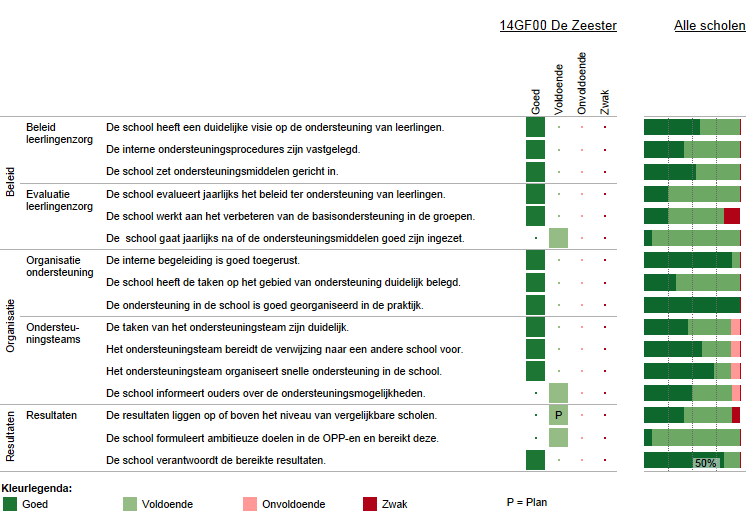 14GF00 De Zeester
Alle scholen
Goed
Voldoende
Onvoldoende
Zwak
Beleid
Beleid
leerlingenzorg
De school heeft een duidelijke visie op de ondersteuning van leerlingen.
De interne ondersteuningsprocedures zijn vastgelegd.
De school zet ondersteuningsmiddelen gericht in.
Evaluatie
leerlingenzorg
De school evalueert jaarlijks het beleid ter ondersteuning van leerlingen.
De school werkt aan het verbeteren van de basisondersteuning in de groepen.
De school gaat jaarlijks na of de ondersteuningsmiddelen goed zijn ingezet.
Organisatie
Organisatie
ondersteuning
De interne begeleiding is goed toegerust.
De school heeft de taken op het gebied van ondersteuning duidelijk belegd.
De ondersteuning in de school is goed georganiseerd in de praktijk.
Ondersteu-
ningsteams
De taken van het ondersteuningsteam zijn duidelijk.
Het ondersteuningsteam bereidt de verwijzing naar een andere school voor.
Het ondersteuningsteam organiseert snelle ondersteuning in de school.
De school informeert ouders over de ondersteuningsmogelijkheden.
Resultaten
Resultaten
De resultaten liggen op of boven het niveau van vergelijkbare scholen.
P
De school formuleert ambitieuze doelen in de OPP-en en bereikt deze.
De school verantwoordt de bereikte resultaten.
50%
Kleurlegenda:
Goed
Voldoende
Onvoldoende
Zwak
P = Plan